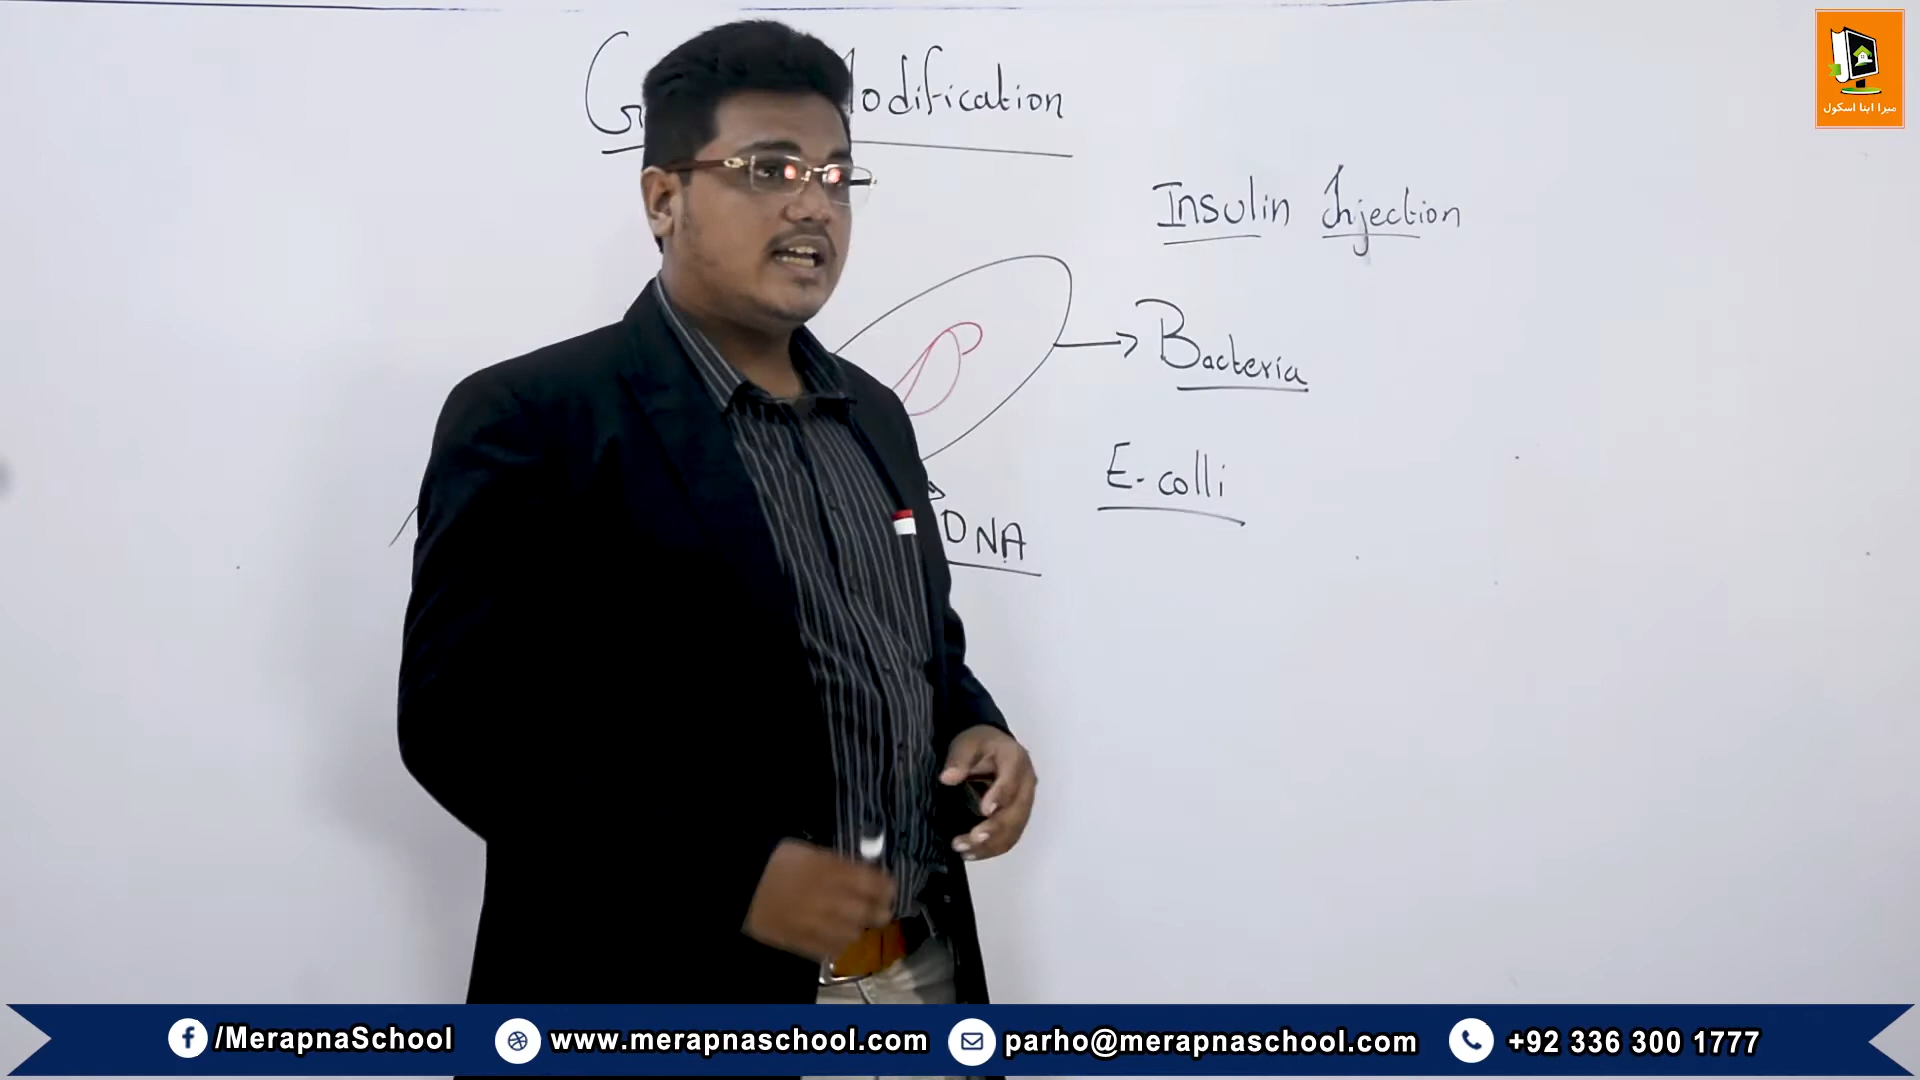 Modification
Insulin Injection
Bacteria
E. colli
DNA
میرا اپنا اسکول
/MerapnaSchool
www.merapnaschool.com
parho@merapnaschool.com
+92 336 300 1777